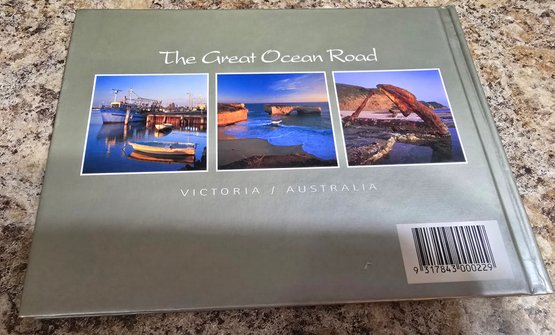 The Great Ocean Road
VICTORIA / AUSTRALIA
9 317843 000229